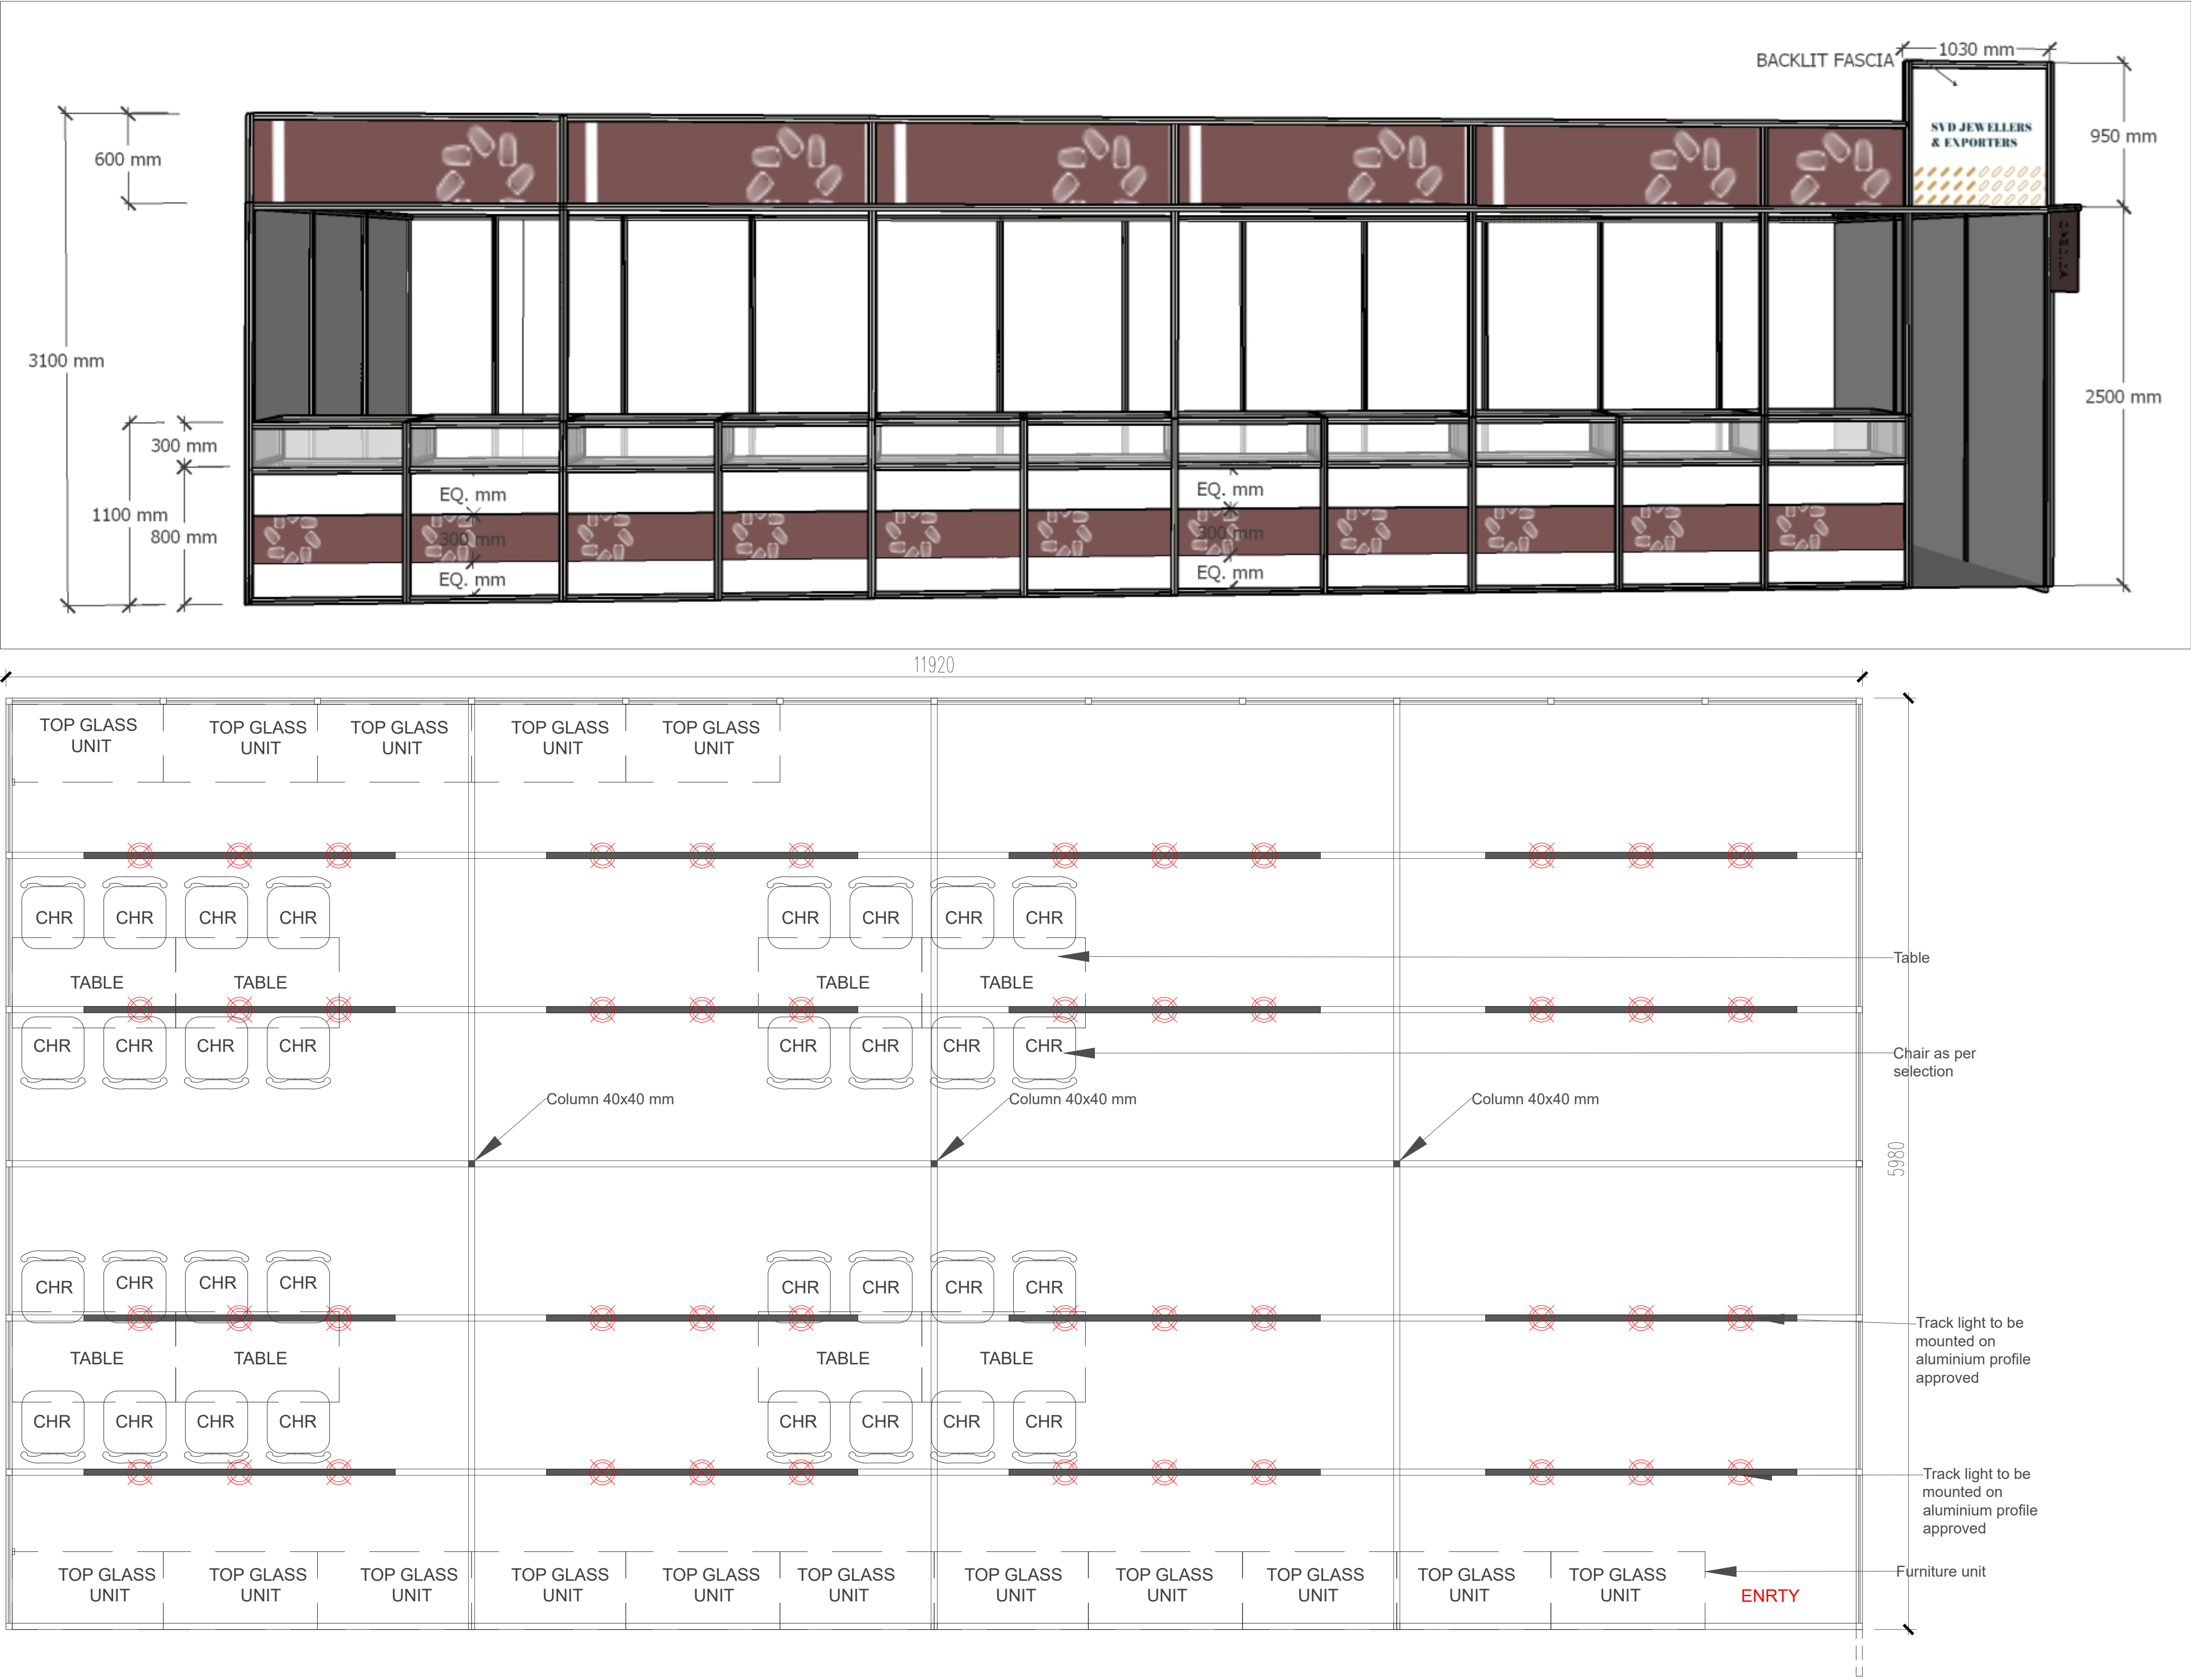 BACKLIT FASCIA
1030 mm
SVD JEWELLERS
& EXPORTERS
950 mm
600 mm
3100 mm
2500 mm
300 mm
1100 mm
800 mm
EQ. mm
300 mm
EQ. mm
EQ. mm
300 mm
EQ. mm
11920
TOP GLASS
UNIT
TOP GLASS
UNIT
TOP GLASS
UNIT
TOP GLASS
UNIT
TOP GLASS
UNIT
CHR CHR CHR CHR CHR CHR CHR CHR
Table
TABLE TABLE TABLE TABLE
CHR CHR CHR CHR CHR CHR CHR CHR
Chair as per
selection
Column 40x40 mm
Column 40x40 mm
Column 40x40 mm
5980
CHR CHR CHR CHR CHR CHR CHR CHR
Track light to be
mounted on
aluminium profile
approved
TABLE TABLE TABLE TABLE
CHR CHR CHR CHR CHR CHR CHR CHR
Track light to be
mounted on
aluminium profile
approved
TOP GLASS
UNIT
TOP GLASS
UNIT
TOP GLASS
UNIT
TOP GLASS
UNIT
TOP GLASS
UNIT
TOP GLASS
UNIT
TOP GLASS
UNIT
TOP GLASS
UNIT
TOP GLASS
UNIT
TOP GLASS
UNIT
TOP GLASS
UNIT
Furniture unit
ENRTY